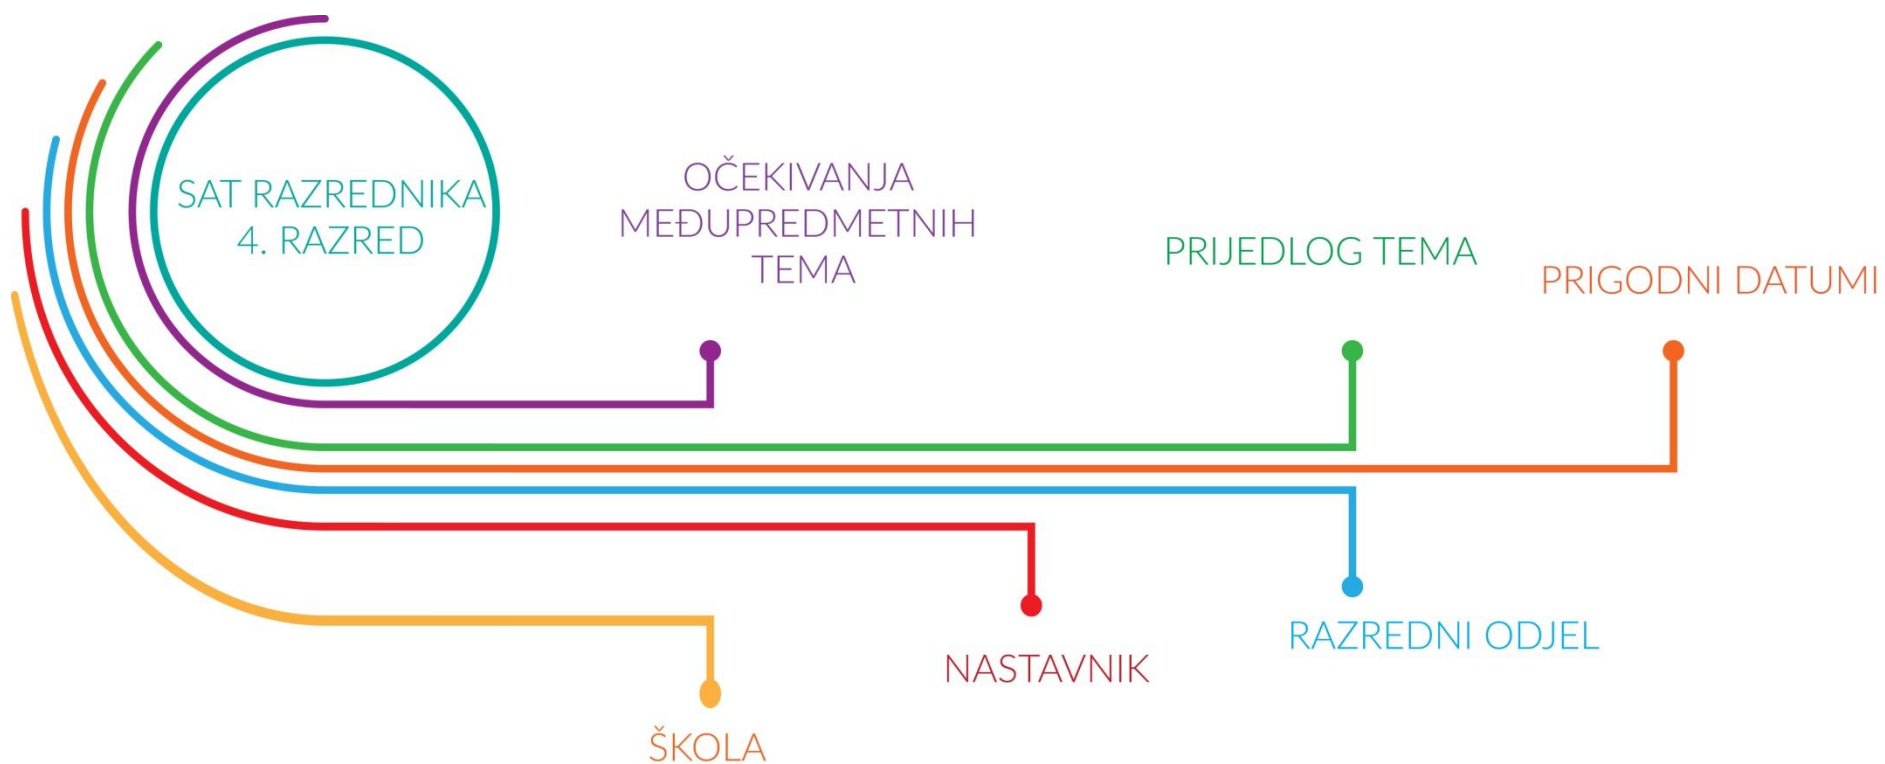 SAT RAZREDNIKA
4. RAZRED
OČEKIVANJA
MEĐUPREDMETNIH
TEMA
PRIJEDLOG TEMA
PRIGODNI DATUMI
RAZREDNI ODJEL
NASTAVNIK
ŠKOLA